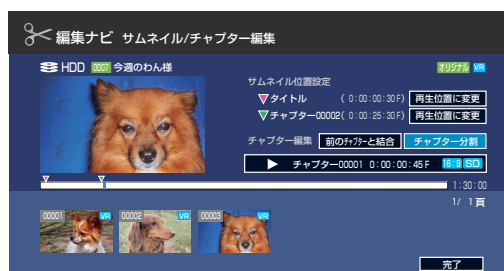 編集ナビ サムネイル/チャプター編集
HDD 0007 今週のわん様
オリジナル VR
サムネイル位置設定
タイトル ( 0:00:00:30F) 再生位置に変更
チャプター00002( 0:00:25:30F) 再生位置に変更
チャプター編集 前のチャプターと結合 チャプター分割
チャプター00001 0:00:00:45F 16:9 SD
1:30:00
1/ 1頁
00001 VR 00002 VR 00003 VR
完了